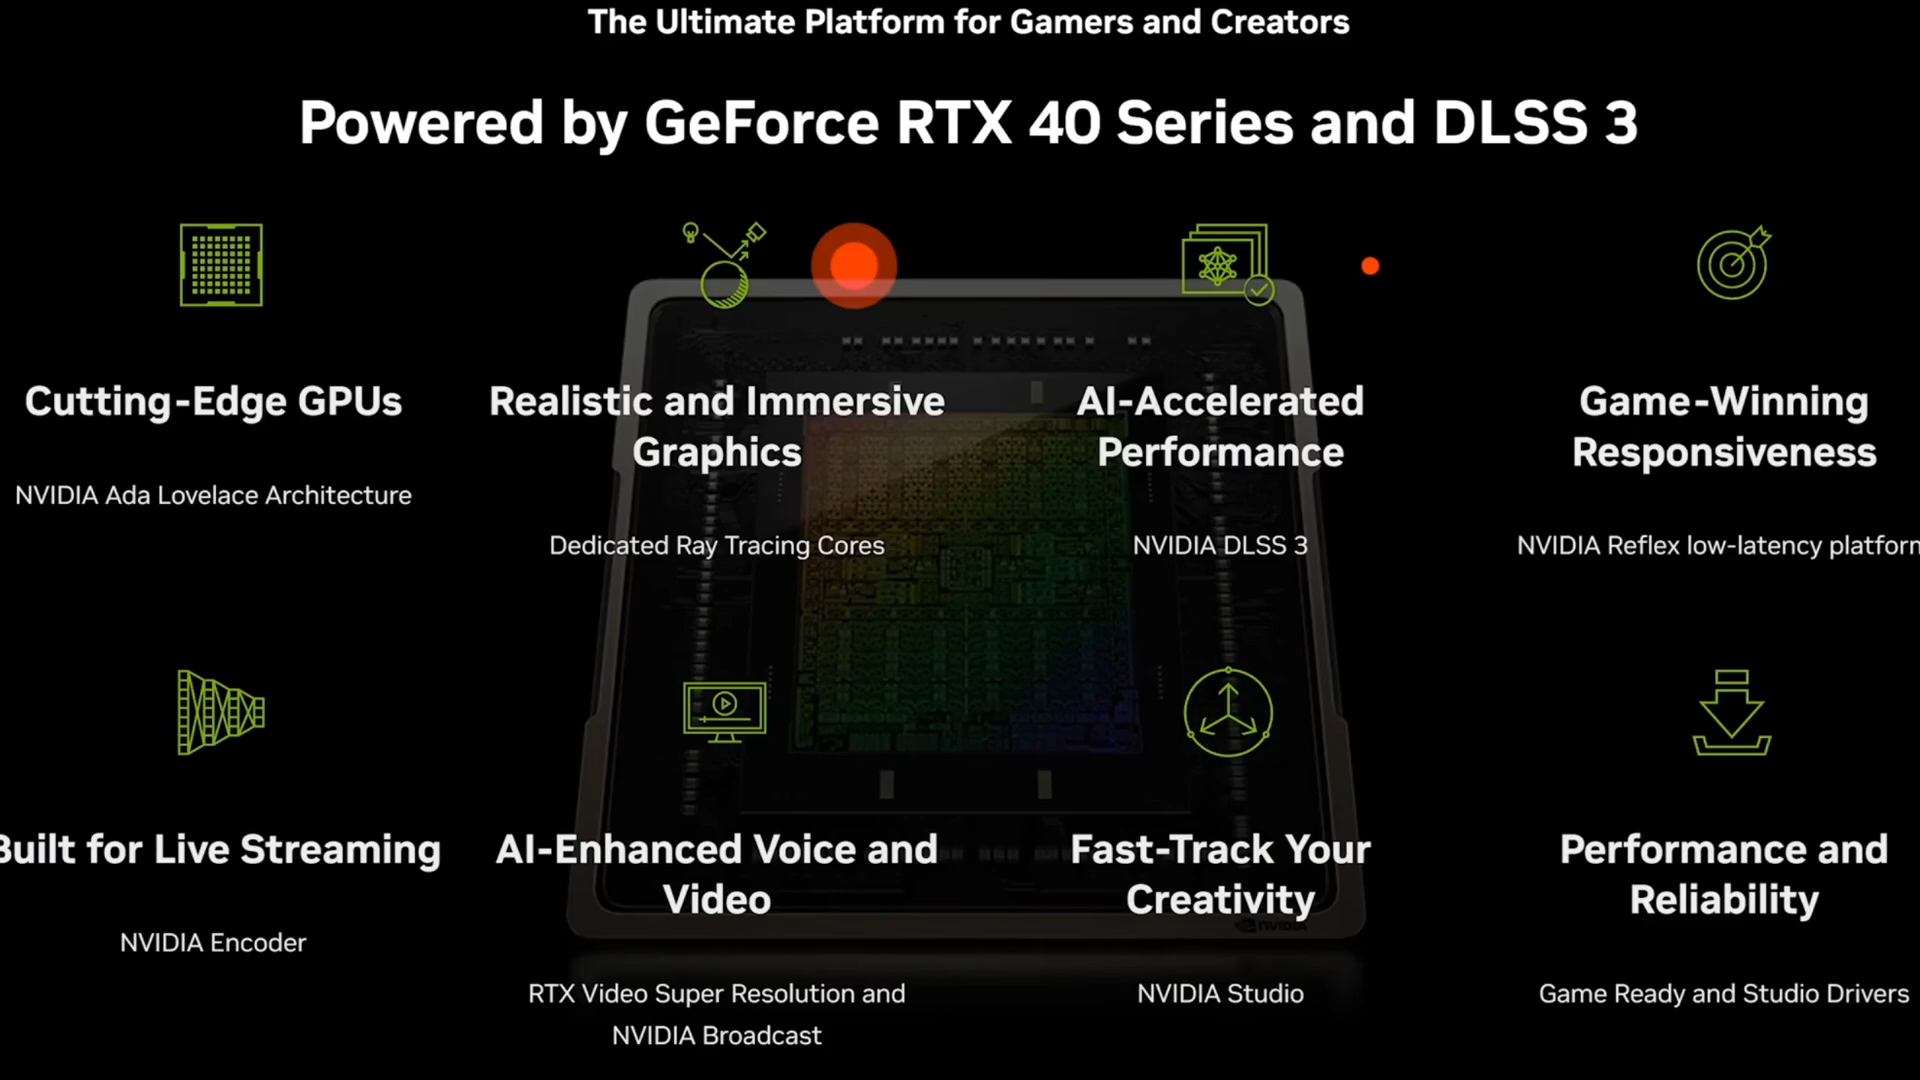 The Ultimate Platform for Gamers and Creators
Powered by GeForce RTX 40 Series and DLSS 3
Cutting-Edge GPUs
NVIDIA Ada Lovelace Architecture
Realistic and Immersive
Graphics
Dedicated Ray Tracing Cores
AI-Accelerated
Performance
NVIDIA DLSS 3
Game-Winning
Responsiveness
NVIDIA Reflex low-latency platform
Built for Live Streaming
NVIDIA Encoder
AI-Enhanced Voice and
Video
RTX Video Super Resolution and
NVIDIA Broadcast
Fast-Track Your
Creativity
NVIDIA Studio
Performance and
Reliability
Game Ready and Studio Drivers
NVIDIA